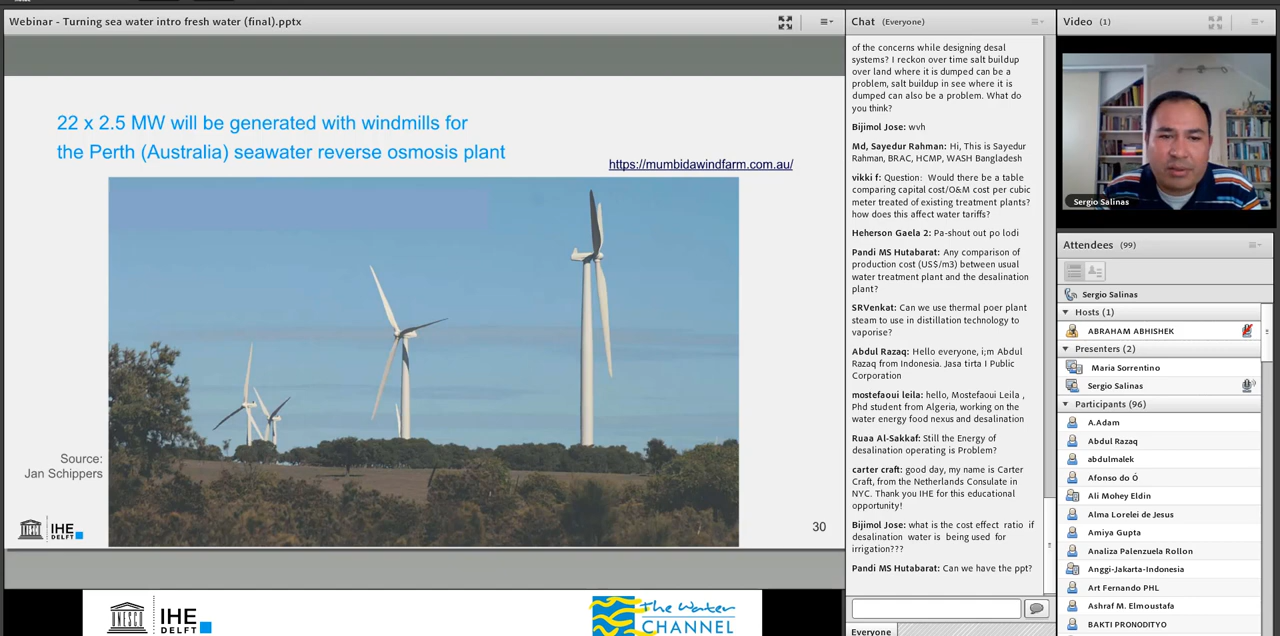 Webinar - Turning sea water intro fresh water (final).pptx
22 x 2.5 MW will be generated with windmills for
the Perth (Australia) seawater reverse osmosis plant
https://mumbidawindfarm.com.au/
Source:
Jan Schippers
UNESCO
IHE
DELFT
30
UNESCO
IHE
DELFT
The Water
CHANNEL
Chat (Everyone)
of the concerns while designing desal
systems? I reckon over time salt buildup
over land where it is dumped can be a
problem, salt buildup in see where it is
dumped can also be a problem. What do
you think?
Bijimol Jose: wvh
Md, Sayedur Rahman: Hi, This is Sayedur
Rahman, BRAC, HCMP, WASH Bangladesh
vikki f: Question: Would there be a table
comparing capital cost/O&M cost per cubic
meter treated of existing treatment plants?
how does this affect water tariffs?
Heherson Gaela 2: Pa-shout out po lodi
Pandi MS Hutabarat: Any comparison of
production cost (US$/m3) between usual
water treatment plant and the desalination
plant?
SRVenkat: Can we use thermal poer plant
steam to use in distillation technology to
vaporise?
Abdul Razaq: Hello everyone, i;m Abdul
Razaq from Indonesia. Jasa tirta I Public
Corporation
mostefaoui leila: hello, Mostefaoui Leila ,
Phd student from Algeria, working on the
water energy food nexus and desalination
Ruaa Al-Sakkaf: Still the Energy of
desalination operating is Problem?
carter craft: good day, my name is Carter
Craft, from the Netherlands Consulate in
NYC. Thank you IHE for this educational
opportunity!
Bijimol Jose: what is the cost effect ratio if
desalination water is being used for
irrigation???
Pandi MS Hutabarat: Can we have the ppt?
Everyone
Video (1)
Sergio Salinas
Attendees (99)
Sergio Salinas
Hosts (1)
ABRAHAM ABHISHEK
Presenters (2)
Maria Sorrentino
Sergio Salinas
Participants (96)
A.Adam
Abdul Razaq
abdulmalek
Afonso do Ó
Ali Mohey Eldin
Alma Lorelei de Jesus
Amiya Gupta
Analiza Palenzuela Rollon
Anggi-Jakarta-Indonesia
Art Fernando PHL
Ashraf M. Elmoustafa
BAKTI PRONODITYO